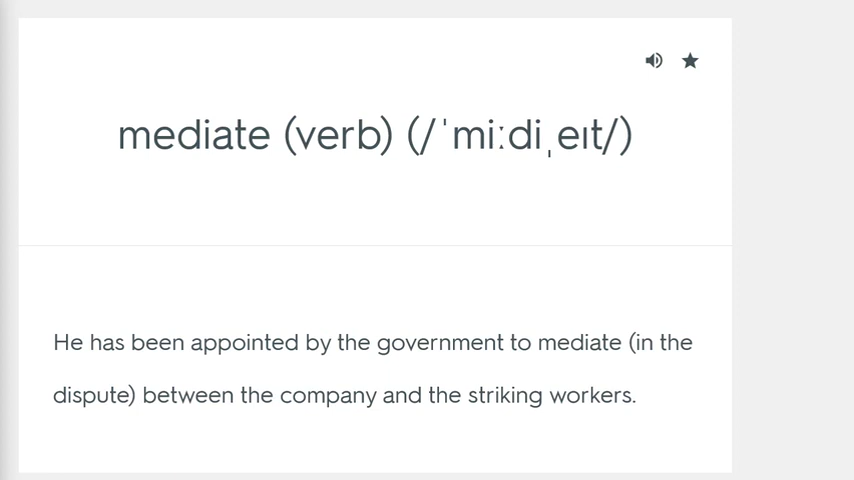 mediate (verb) (/ˈmiːdiˌeɪt/)
He has been appointed by the government to mediate (in the
dispute) between the company and the striking workers.